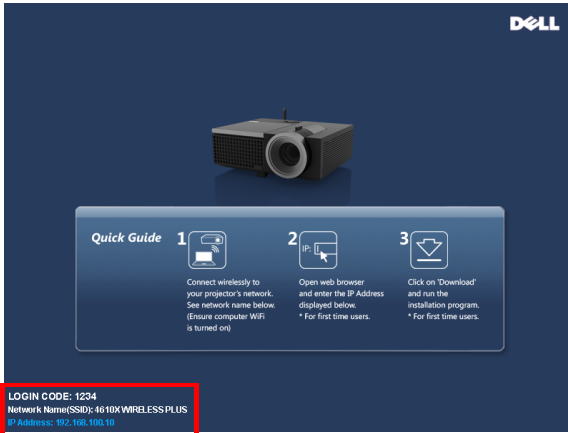 DELL
Quick Guide
1
IP:
2
3
Connect wirelessly to
your projector's network.
See network name below.
(Ensure computer WiFi
is turned on)
Open web browser
and enter the IP Address
displayed below.
* For first time users.
Click on 'Download'
and run the
installation program.
* For first time users.
LOGIN CODE: 1234
Network Name(SSID): 4610X WIRELESS PLUS
IP Address: 192.168.100.10